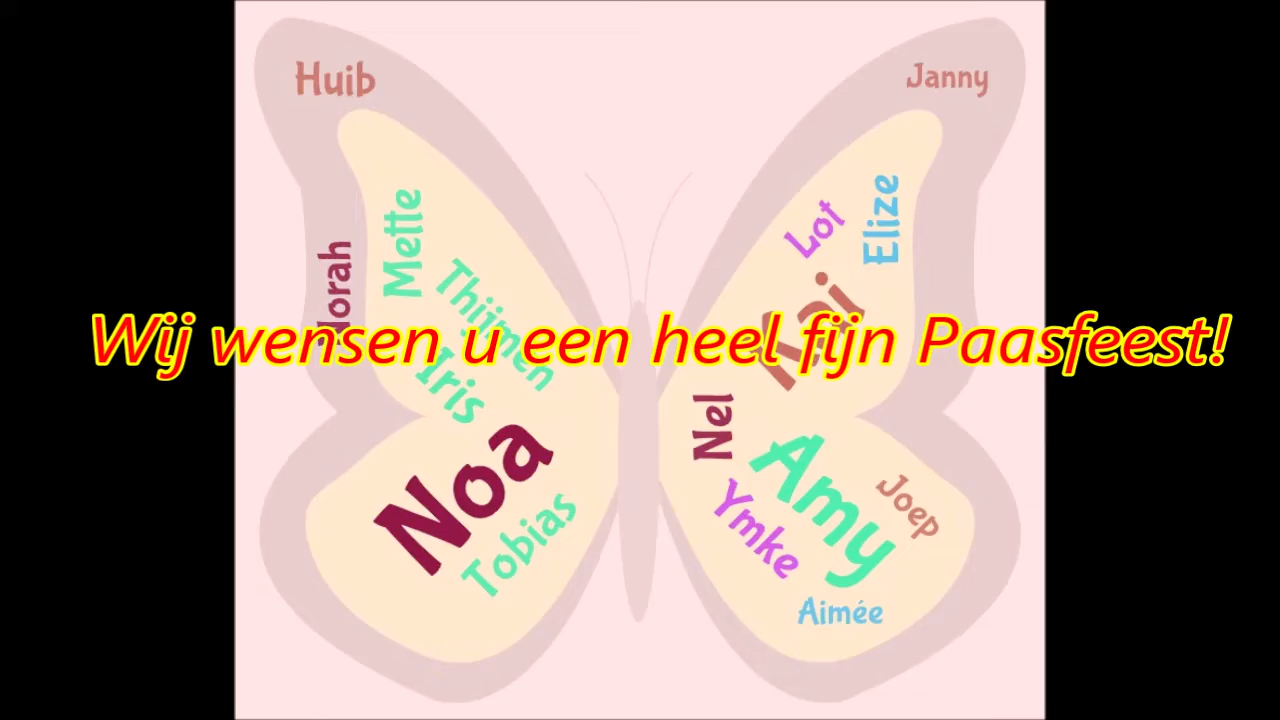 Huib
Janny
Mette
Lot
Elize
Norah
Thijmen
Kai
Wij wensen u een heel fijn Paasfeest!
Iris
Nel
Noa
Amy
Joep
Tobias
Ymke
Aimée